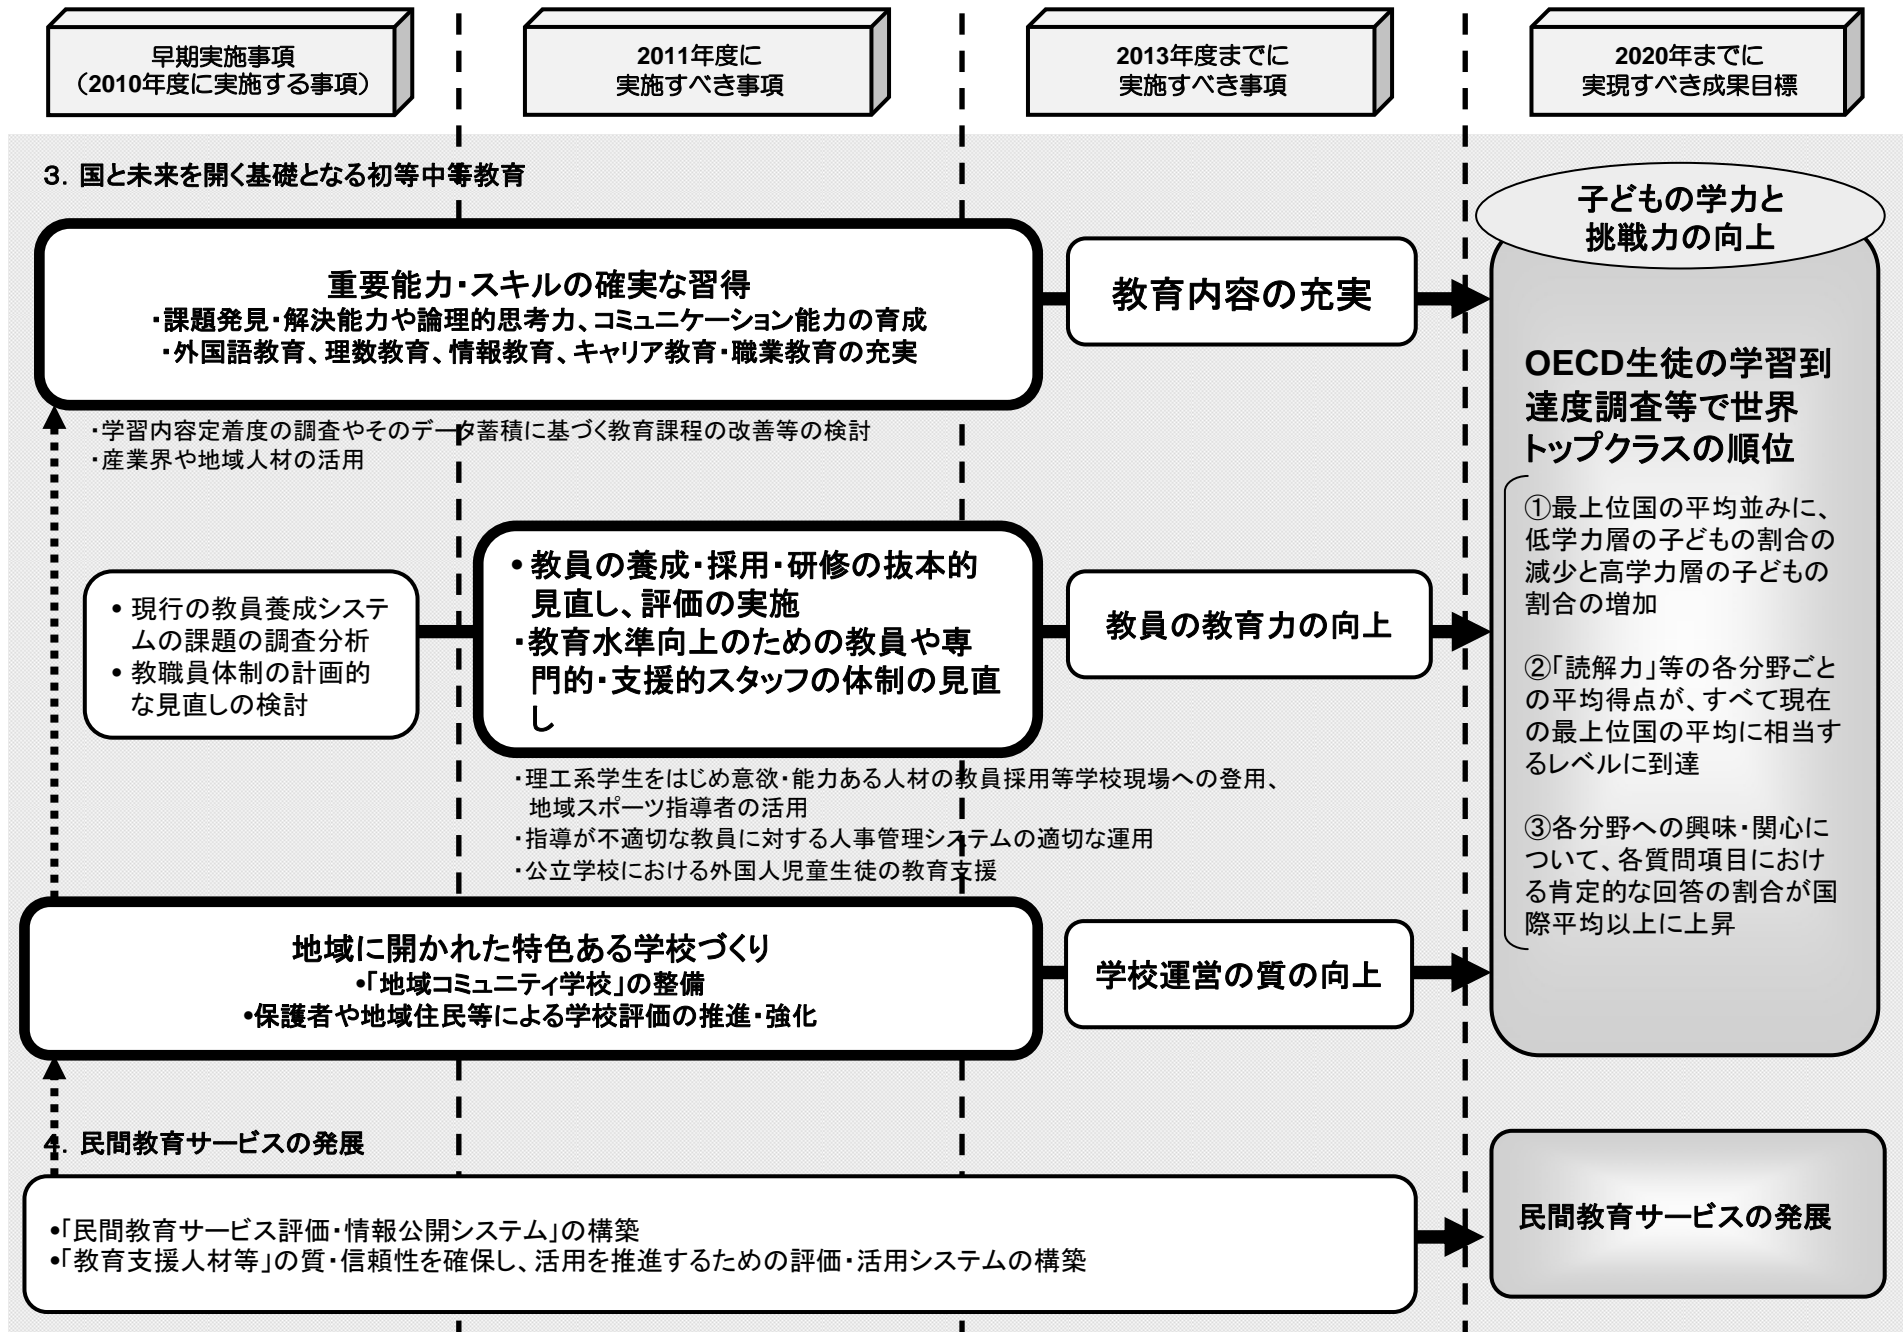 早期実施事項
（2010年度に実施する事項）
2011年度に
実施すべき事項
2013年度までに
実施すべき事項
2020年までに
実現すべき成果目標
３．国と未来を開く基礎となる初等中等教育
重要能力・スキルの確実な習得
・課題発見・解決能力や論理的思考力、コミュニケーション能力の育成
・外国語教育、理数教育、情報教育、キャリア教育・職業教育の充実
教育内容の充実
・学習内容定着度の調査やそのデータ蓄積に基づく教育課程の改善等の検討
・産業界や地域人材の活用
• 現行の教員養成システ
ムの課題の調査分析
• 教職員体制の計画的
な見直しの検討
• 教員の養成・採用・研修の抜本的
見直し、評価の実施
・教育水準向上のための教員や専
門的・支援的スタッフの体制の見直
し
教員の教育力の向上
・理工系学生をはじめ意欲・能力ある人材の教員採用等学校現場への登用、
地域スポーツ指導者の活用
・指導が不適切な教員に対する人事管理システムの適切な運用
・公立学校における外国人児童生徒の教育支援
地域に開かれた特色ある学校づくり
•「地域コミュニティ学校」の整備
•保護者や地域住民等による学校評価の推進・強化
学校運営の質の向上
子どもの学力と
挑戦力の向上
OECD生徒の学習到
達度調査等で世界
トップクラスの順位
①最上位国の平均並みに、
低学力層の子どもの割合の
減少と高学力層の子どもの
割合の増加
②「読解力」等の各分野ごと
の平均得点が、すべて現在
の最上位国の平均に相当す
るレベルに到達
③各分野への興味・関心に
ついて、各質問項目におけ
る肯定的な回答の割合が国
際平均以上に上昇
４．民間教育サービスの発展
•「民間教育サービス評価・情報公開システム」の構築
•「教育支援人材等」の質・信頼性を確保し、活用を推進するための評価・活用システムの構築
民間教育サービスの発展